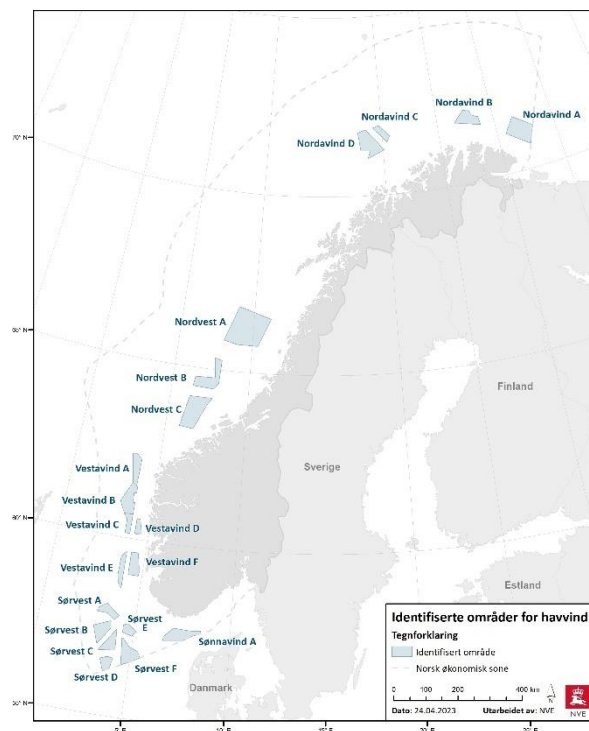 Nordavind B
Nordavind C
Nordavind A
70°N
Nordavind D
Nordvest A
65°N
Nordvest B
Finland
Nordvest C
Vestavind A
Sverige
Vestavind B
60°N
Vestavind C
Vestavind D
Vestavind E
Vestavind F
Estland
Sørvest A
Sørvest
E
Sørvest B
Sønnavind A
Sørvest C
Sørvest F
Sørvest D
Danmark
Identifiserte områder for havvind
Tegnforklaring
Identifisert område
Norsk økonomisk sone
0 100 200 400 km
N
Dato: 24.04.2023 Utarbeidet av: NVE
NVE